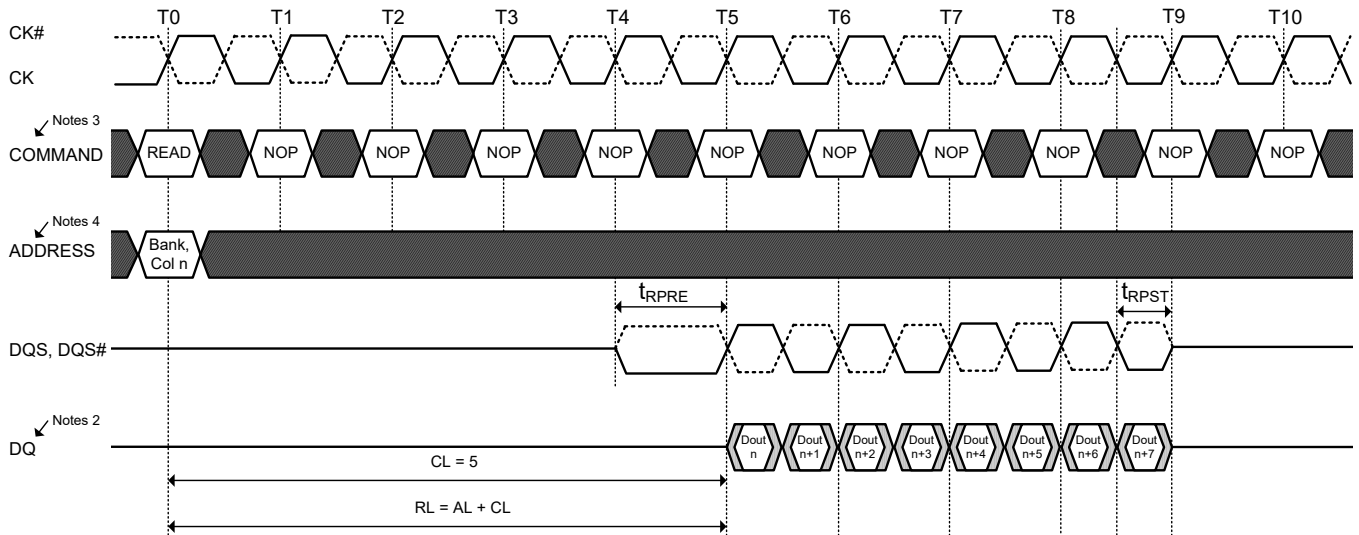 T0 T1 T2 T3 T4 T5 T6 T7 T8 T9 T10
CK#
CK
Notes 3
COMMAND READ NOP NOP NOP NOP NOP NOP NOP NOP NOP NOP
Notes 4
ADDRESS
Bank,
Col n
tRPRE tRPST
DQS, DQS#
Notes 2
DQ
Dout n
Dout n+1
Dout n+2
Dout n+3
Dout n+4
Dout n+5
Dout n+6
Dout n+7
CL = 5
RL = AL + CL